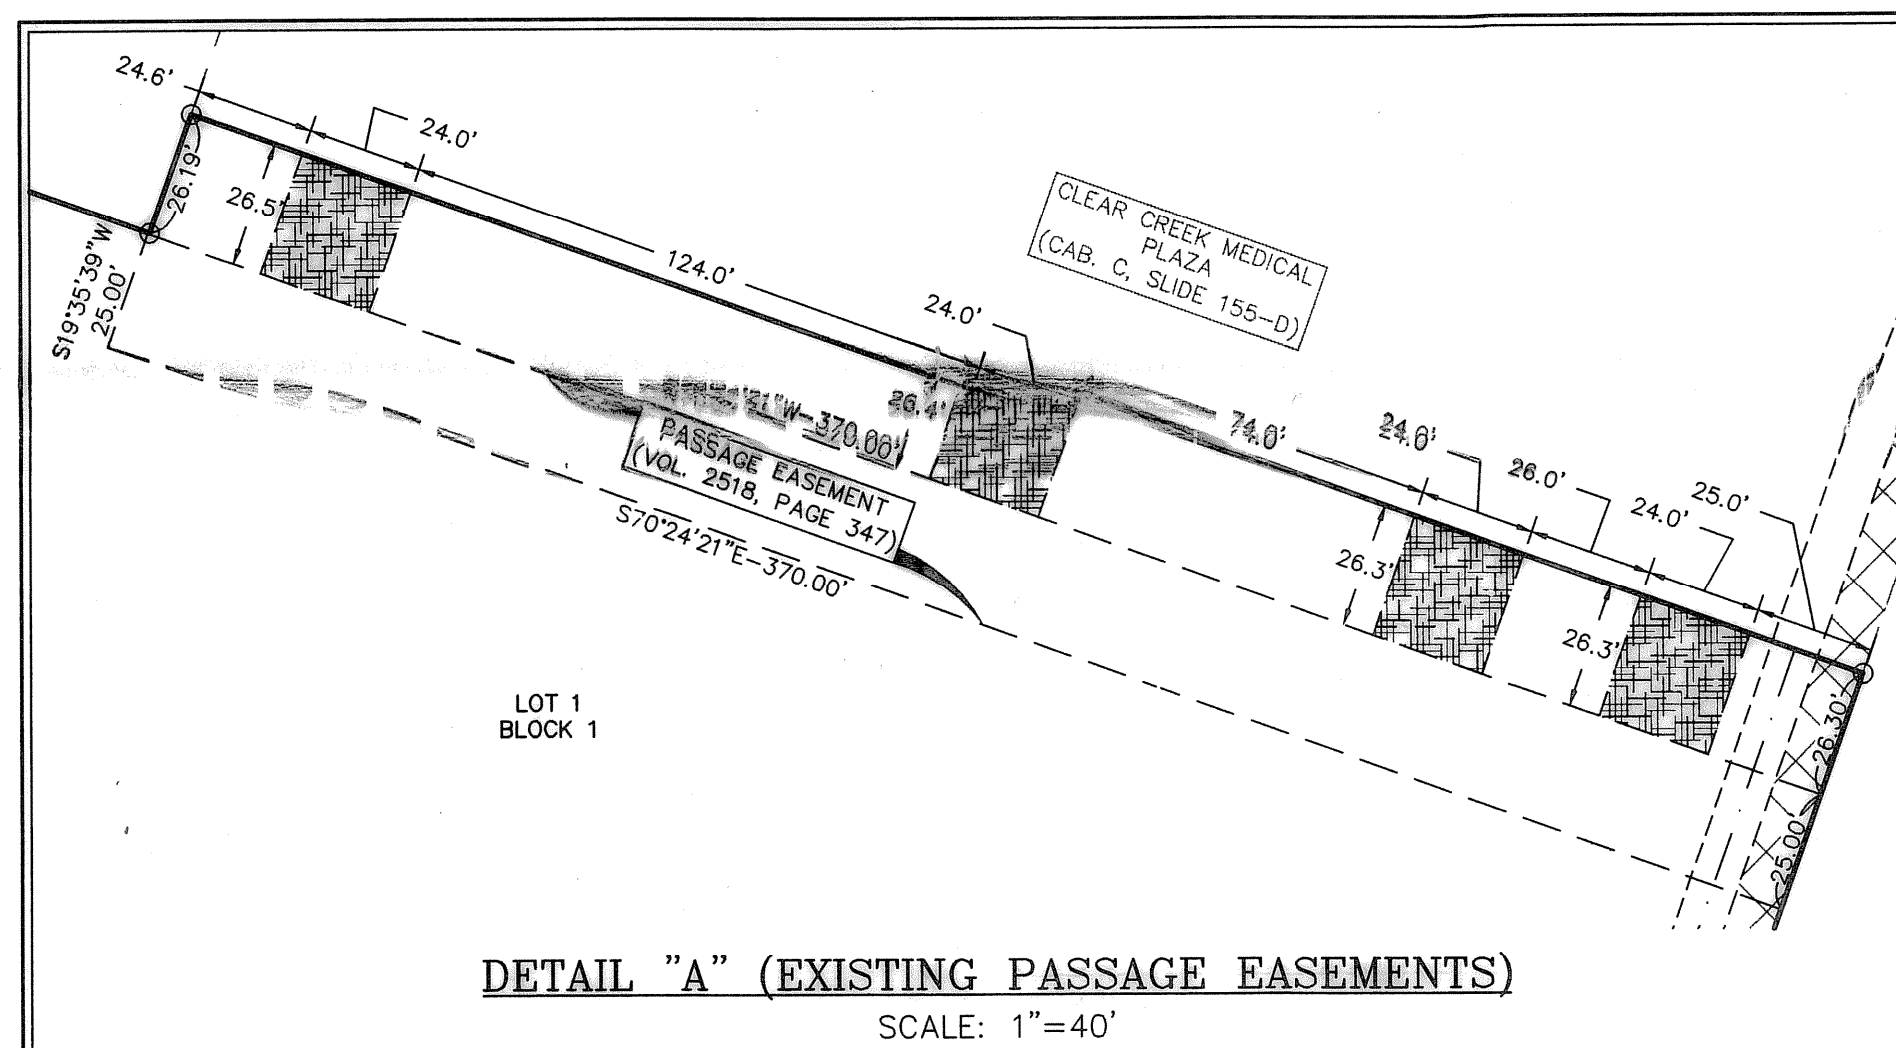 24.6'
24.0'
26.19'
26.5'
S19°35'39"W
25.00'
124.0'
CLEAR CREEK MEDICAL
PLAZA
(CAB. C, SLIDE 155-D)
24.0'
26.4'
21"W-370.00'
74.0'
24.0'
26.0'
24.0'
25.0'
PASSAGE EASEMENT
(VOL. 2518, PAGE 347)
S70°24'21"E-370.00'
26.3'
26.3'
26.30'
25.00'
LOT 1
BLOCK 1
DETAIL "A" (EXISTING PASSAGE EASEMENTS)
SCALE: 1"=40'